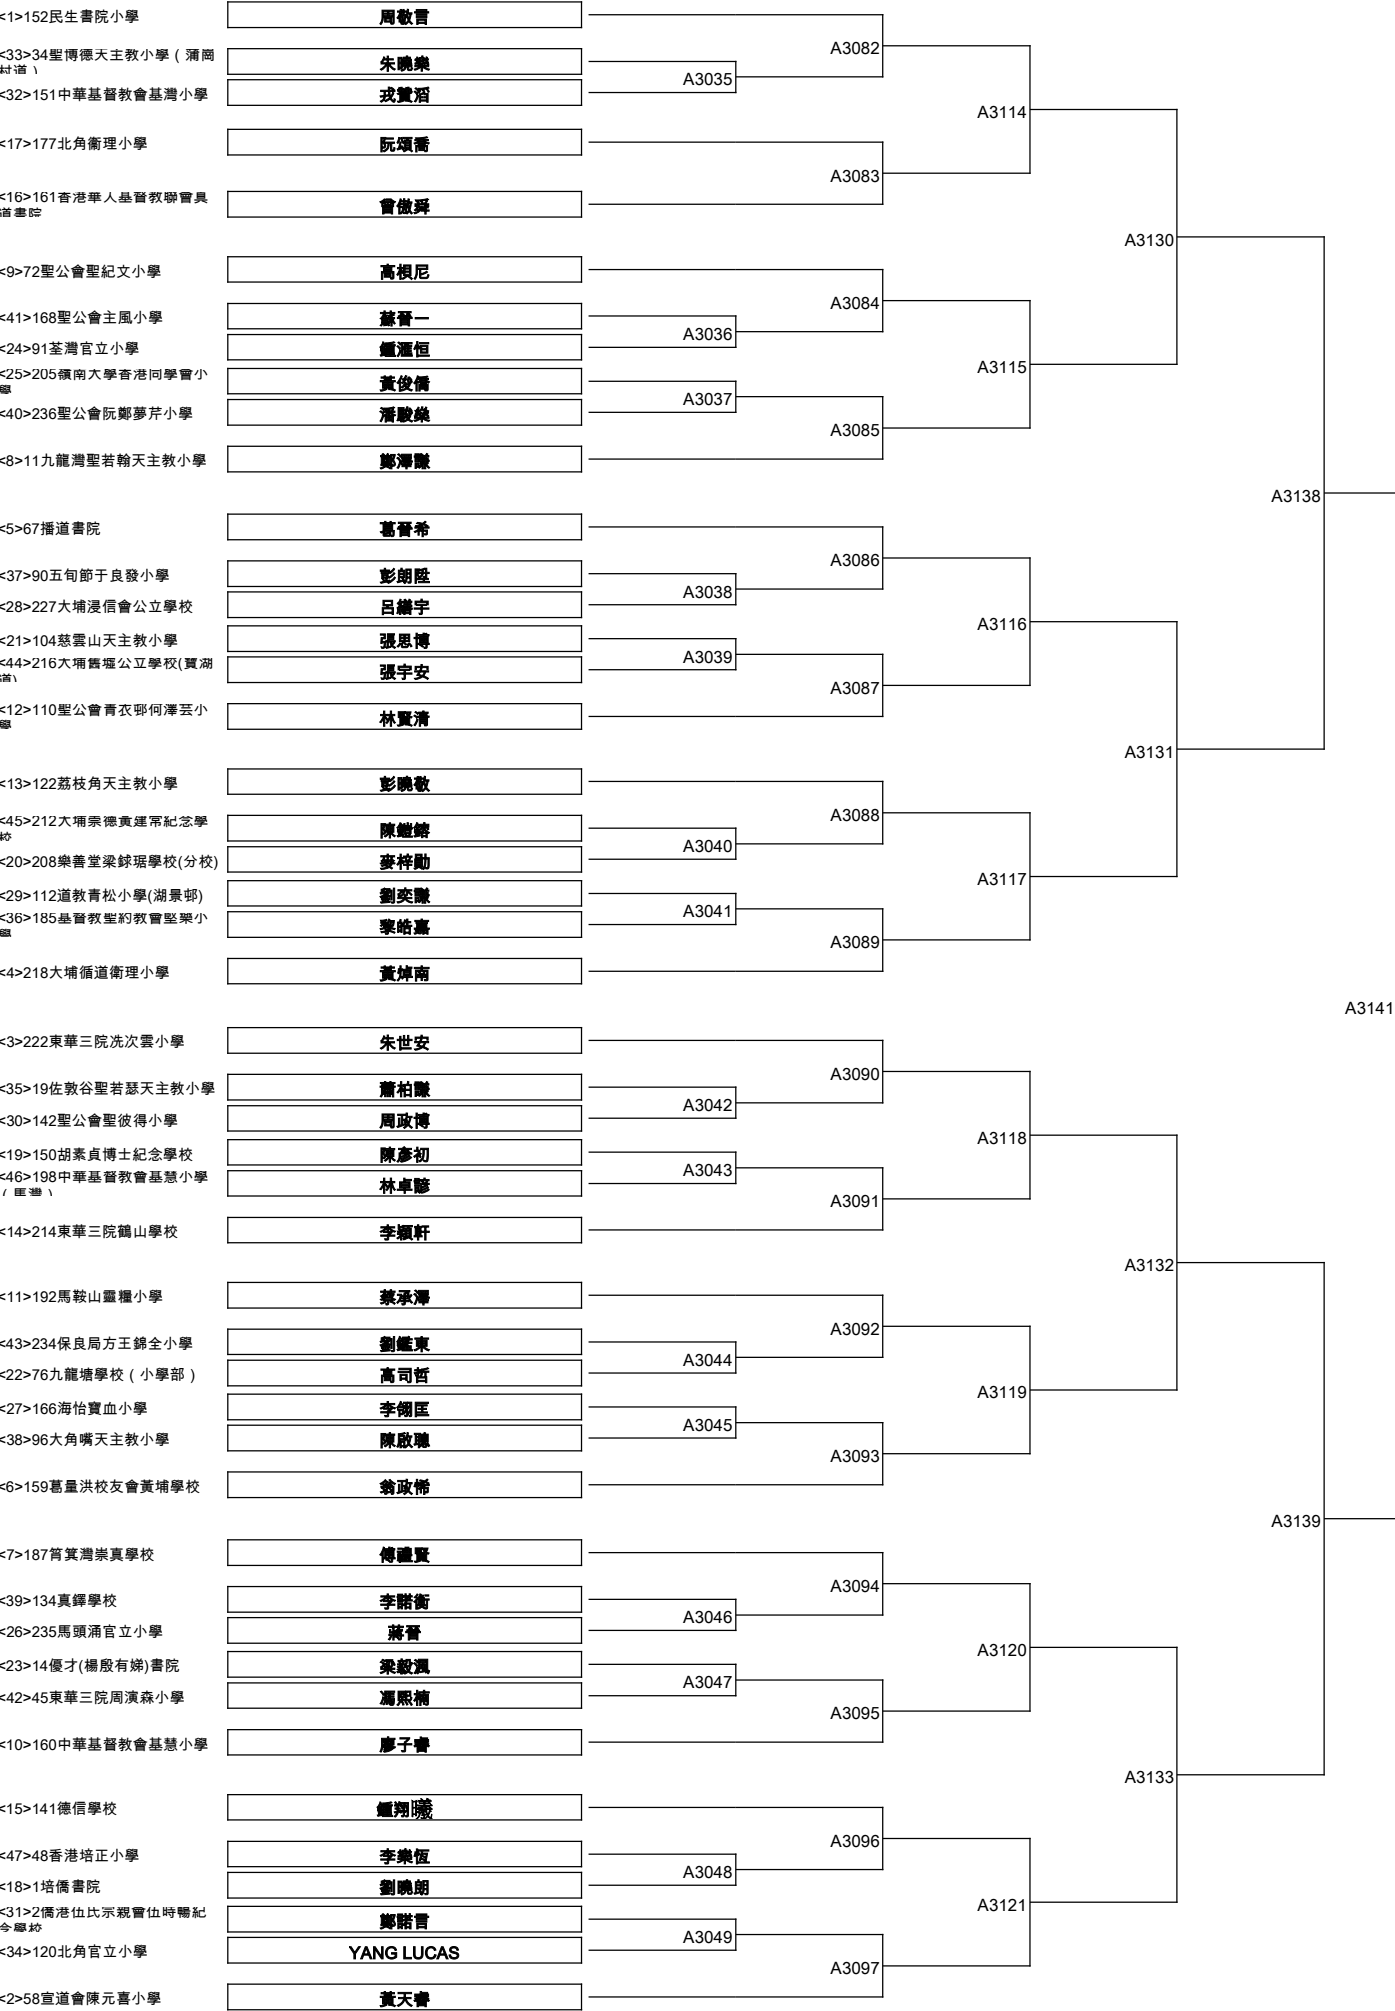 <1>152民生書院小學 周敬言
A3082
<33>34聖博德天主教小學（蒲崗
村道） 朱曉樂
A3035
<32>151中華基督教會基灣小學 戎贊滔
A3114
<17>177北角衞理小學 阮頌喬
A3083
<16>161香港華人基督教聯會真
道書院 曾傲舜
A3130
<9>72聖公會聖紀文小學 高梖尼
A3084
<41>168聖公會主風小學 蘇晉一
A3036
<24>91荃灣官立小學 鍾滙恒
A3115
<25>205嶺南大學香港同學會小
學 黃俊僑
A3037
<40>236聖公會阮鄭夢芹小學 潘駿燊
A3085
<8>11九龍灣聖若翰天主教小學 鄭澤謙
A3138
<5>67播道書院 葛晉希
A3086
<37>90五旬節于良發小學 彭朗陞
A3038
<28>227大埔浸信會公立學校 呂繕宇
A3116
<21>104慈雲山天主教小學 張思博
A3039
<44>216大埔舊墟公立學校(寶湖
道) 張宇安
A3087
<12>110聖公會青衣邨何澤芸小
學 林賢清
A3131
<13>122荔枝角天主教小學 彭曉敬
A3088
<45>212大埔崇德黃建常紀念學
校 陳鎧鎔
A3040
<20>208樂善堂梁銶琚學校(分校) 麥梓勛
A3117
<29>112道教青松小學(湖景邨) 劉奕謙
A3041
<36>185基督教聖約教會堅樂小
學 黎皓嘉
A3089
<4>218大埔循道衛理小學 黃焯南
A3141
<3>222東華三院冼次雲小學 朱世安
A3090
<35>19佐敦谷聖若瑟天主教小學 蕭柏謙
A3042
<30>142聖公會聖彼得小學 周政博
A3118
<19>150胡素貞博士紀念學校 陳彥初
A3043
<46>198中華基督教會基慧小學
（馬灣） 林卓諺
A3091
<14>214東華三院鶴山學校 李穎軒
A3132
<11>192馬鞍山靈糧小學 蔡承澤
A3092
<43>234保良局方王錦全小學 劉鑑東
A3044
<22>76九龍塘學校（小學部） 高司哲
A3119
<27>166海怡寶血小學 李翎匡
A3045
<38>96大角嘴天主教小學 陳啟聰
A3093
<6>159葛量洪校友會黃埔學校 翁政悕
A3139
<7>187筲箕灣崇真學校 傅禮賢
A3094
<39>134真鐸學校 李諾衡
A3046
<26>235馬頭涌官立小學 蔣晉
A3120
<23>14優才(楊殷有娣)書院 梁毅渢
A3047
<42>45東華三院周演森小學 馮熙楠
A3095
<10>160中華基督教會基慧小學 廖子睿
A3133
<15>141德信學校 鍾翔曦
A3096
<47>48香港培正小學 李樂恆
A3048
<18>1培僑書院 劉曉朗
A3121
<31>2僑港伍氏宗親會伍時暢紀
念學校 鄭諾言
A3049
<34>120北角官立小學 YANG LUCAS
A3097
<2>58宣道會陳元喜小學 黃天睿